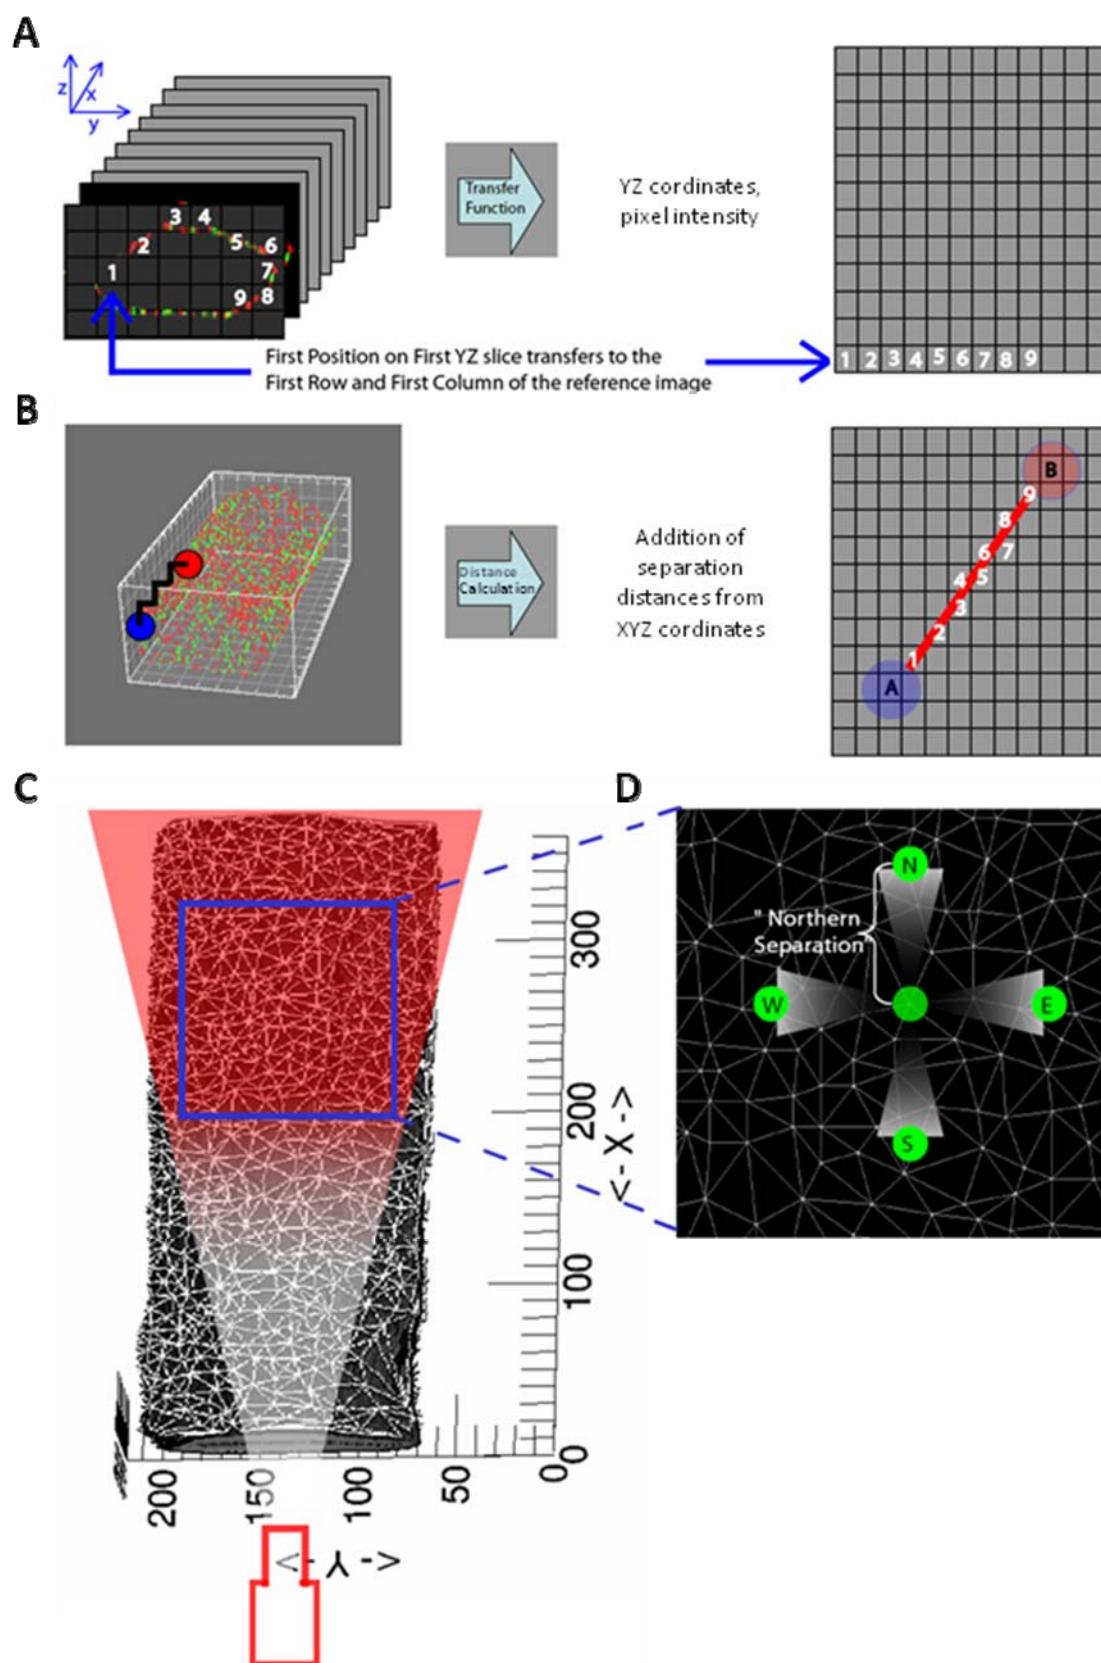 A
z
x
y
3 4
2 5 6
1 7
9 8
Transfer
Function
YZ cordinates,
pixel intensity
First Position on First YZ slice transfers to the
First Row and First Column of the reference image
1 2 3 4 5 6 7 8 9
B
Distance
Calculation
Addition of
separation
distances from
XYZ cordinates
B
9
8
6 7
4 5
3
2
1
A
C
300
200
100
0
<- X ->
200
150
100
50
0
<- Y ->
D
N
" Northern
Separation
W
E
S